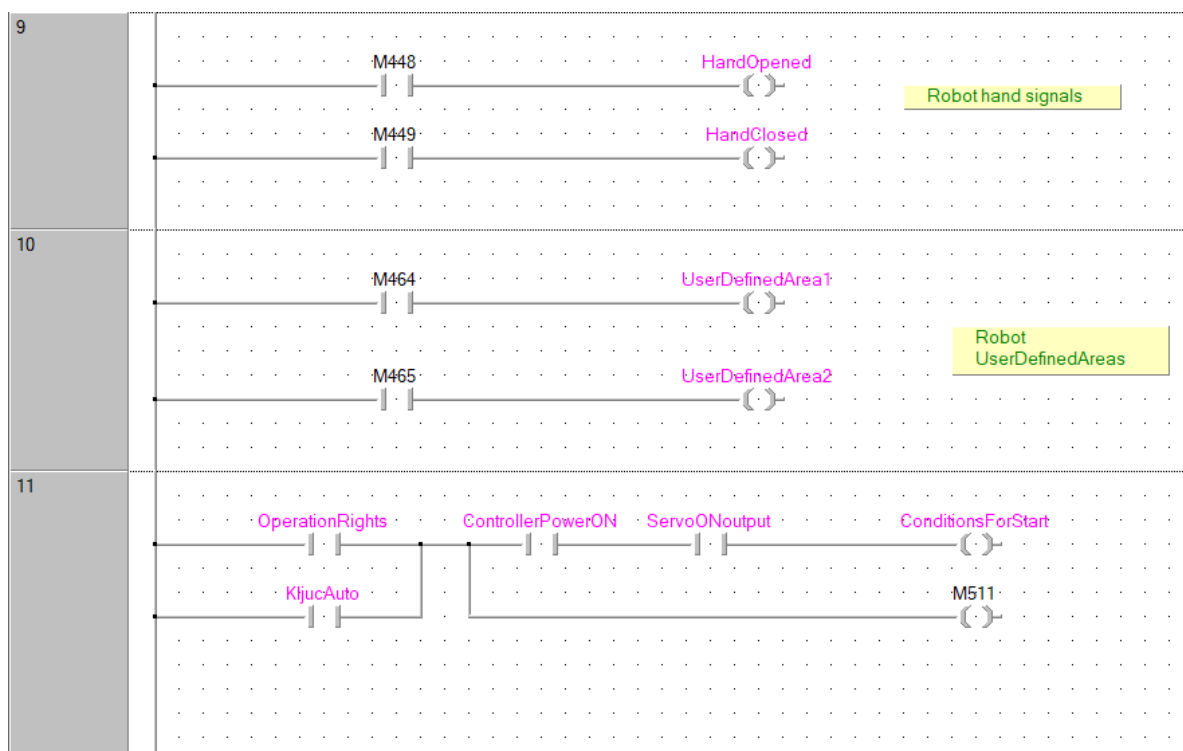 9
M448
HandOpened
Robot hand signals
M449
HandClosed
10
M464
UserDefinedArea1
Robot
UserDefinedAreas
M465
UserDefinedArea2
11
OperationRights
ControllerPowerON
ServoONoutput
ConditionsForStart
KljucAuto
M511